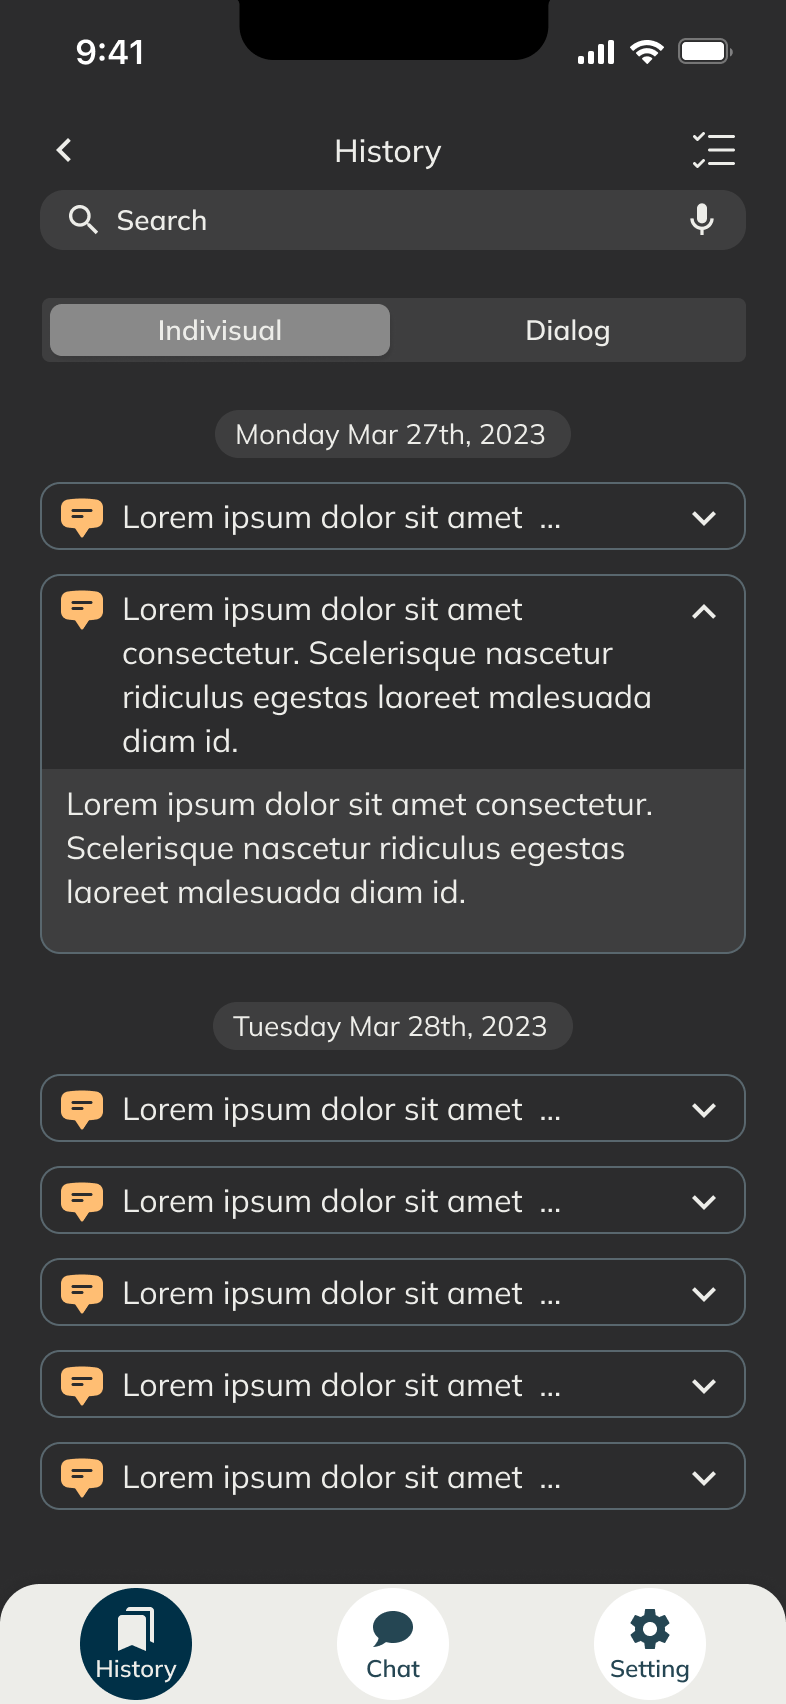 9:41
History
Search
Indivisual
Dialog
Monday Mar 27th, 2023
Lorem ipsum dolor sit amet ...
Lorem ipsum dolor sit amet
consectetur. Scelerisque nascetur
ridiculus egestas laoreet malesuada
diam id.
Lorem ipsum dolor sit amet consectetur.
Scelerisque nascetur ridiculus egestas
laoreet malesuada diam id.
Tuesday Mar 28th, 2023
Lorem ipsum dolor sit amet ...
Lorem ipsum dolor sit amet ...
Lorem ipsum dolor sit amet ...
Lorem ipsum dolor sit amet ...
Lorem ipsum dolor sit amet ...
History
Chat
Setting